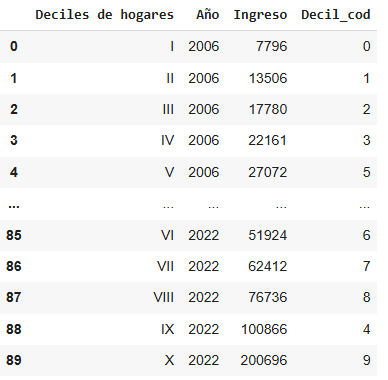 Deciles de hogares Año Ingreso Decil_cod
0 I 2006 7796 0
1 II 2006 13506 1
2 III 2006 17780 2
3 IV 2006 22161 3
4 V 2006 27072 5
... ... ... ... ...
85 VI 2022 51924 6
86 VII 2022 62412 7
87 VIII 2022 76736 8
88 IX 2022 100866 4
89 X 2022 200696 9